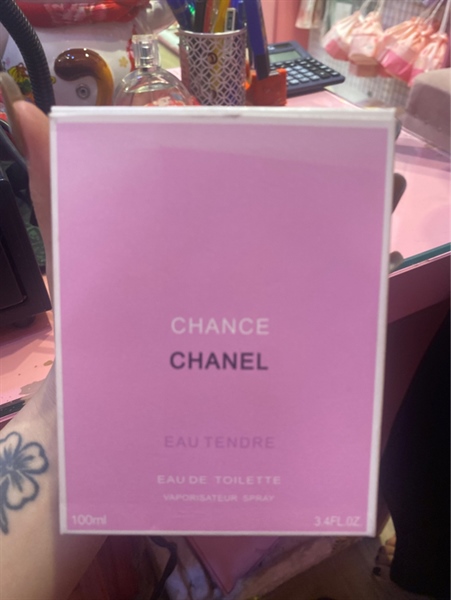 CHANCE
CHANEL
EAU TENDRE
EAU DE TOILETTE
VAPORISATEUR SPRAY
100ml 3.4FL.OZ.